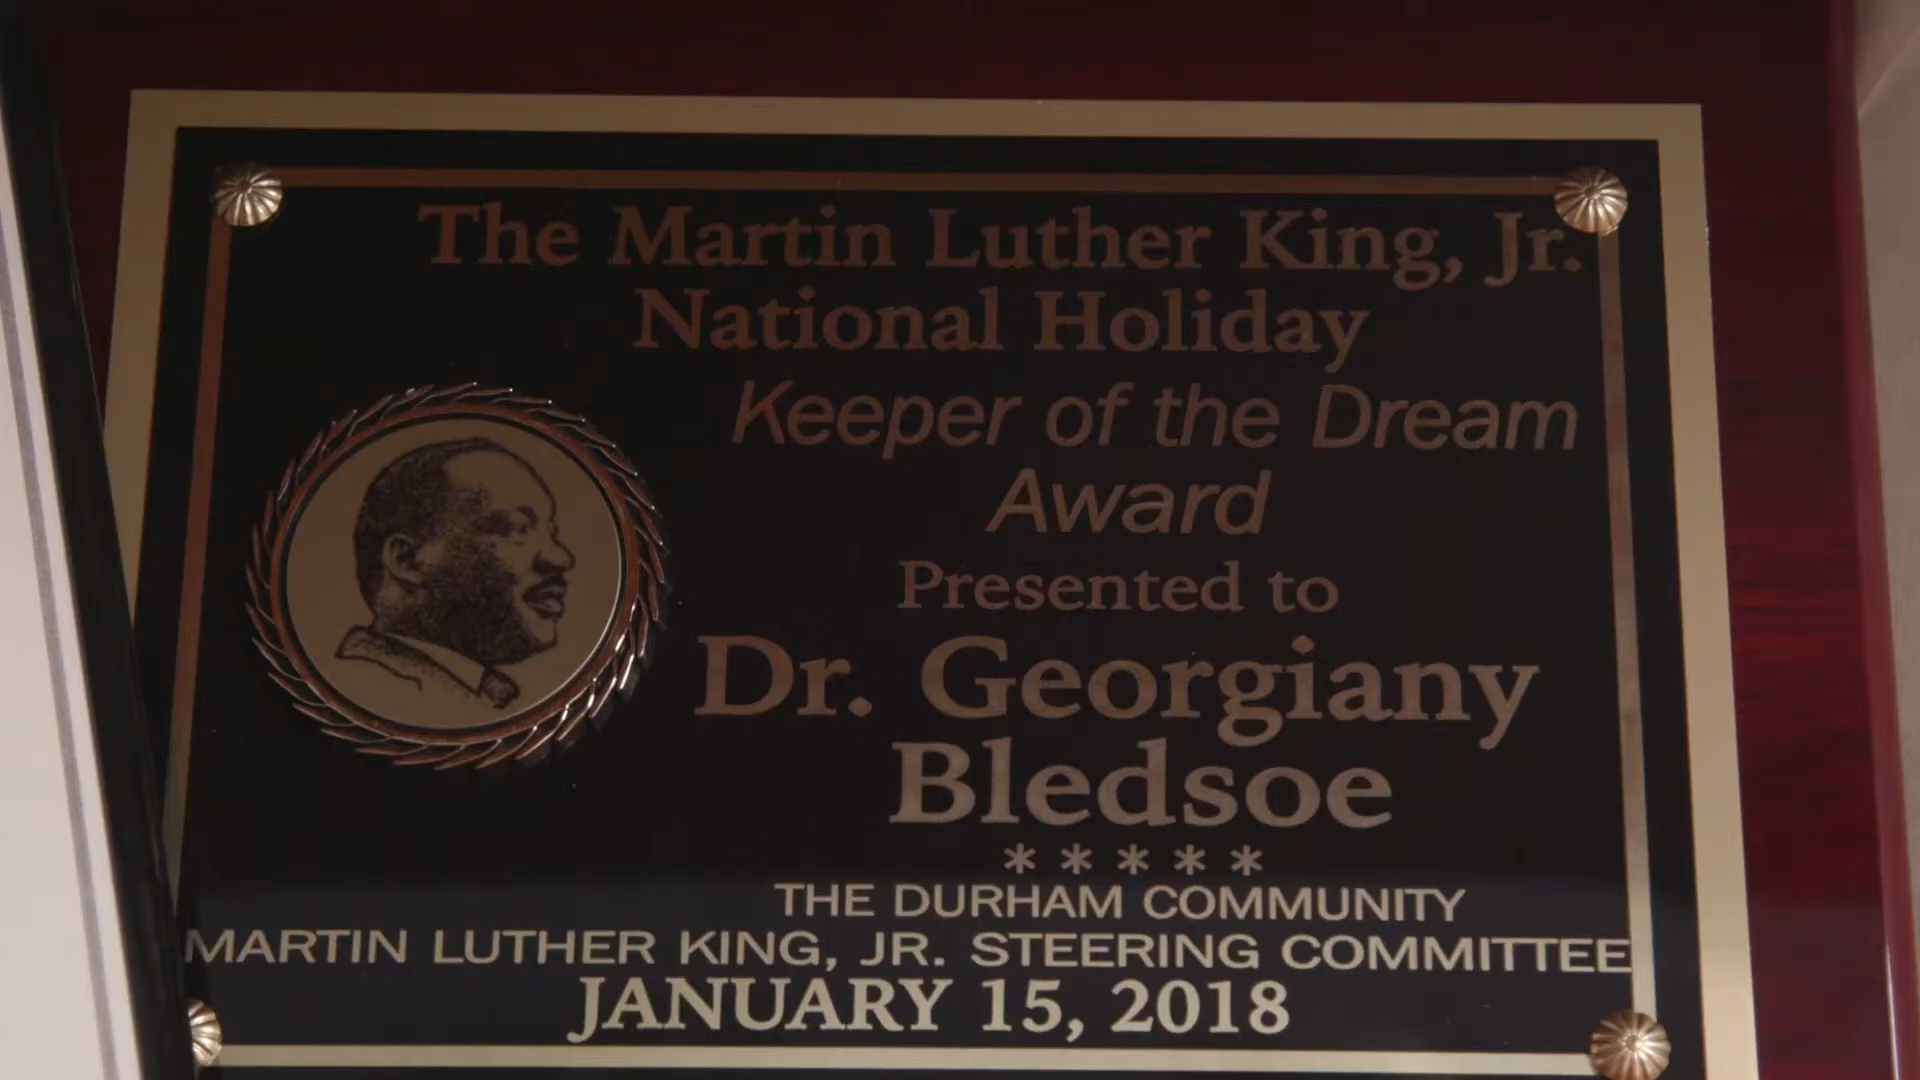 The Martin Luther King, Jr.
National Holiday
Keeper of the Dream
Award
Presented to
Dr. Georgiany
Bledsoe
*****
THE DURHAM COMMUNITY
MARTIN LUTHER KING, JR. STEERING COMMITTEE
JANUARY 15, 2018